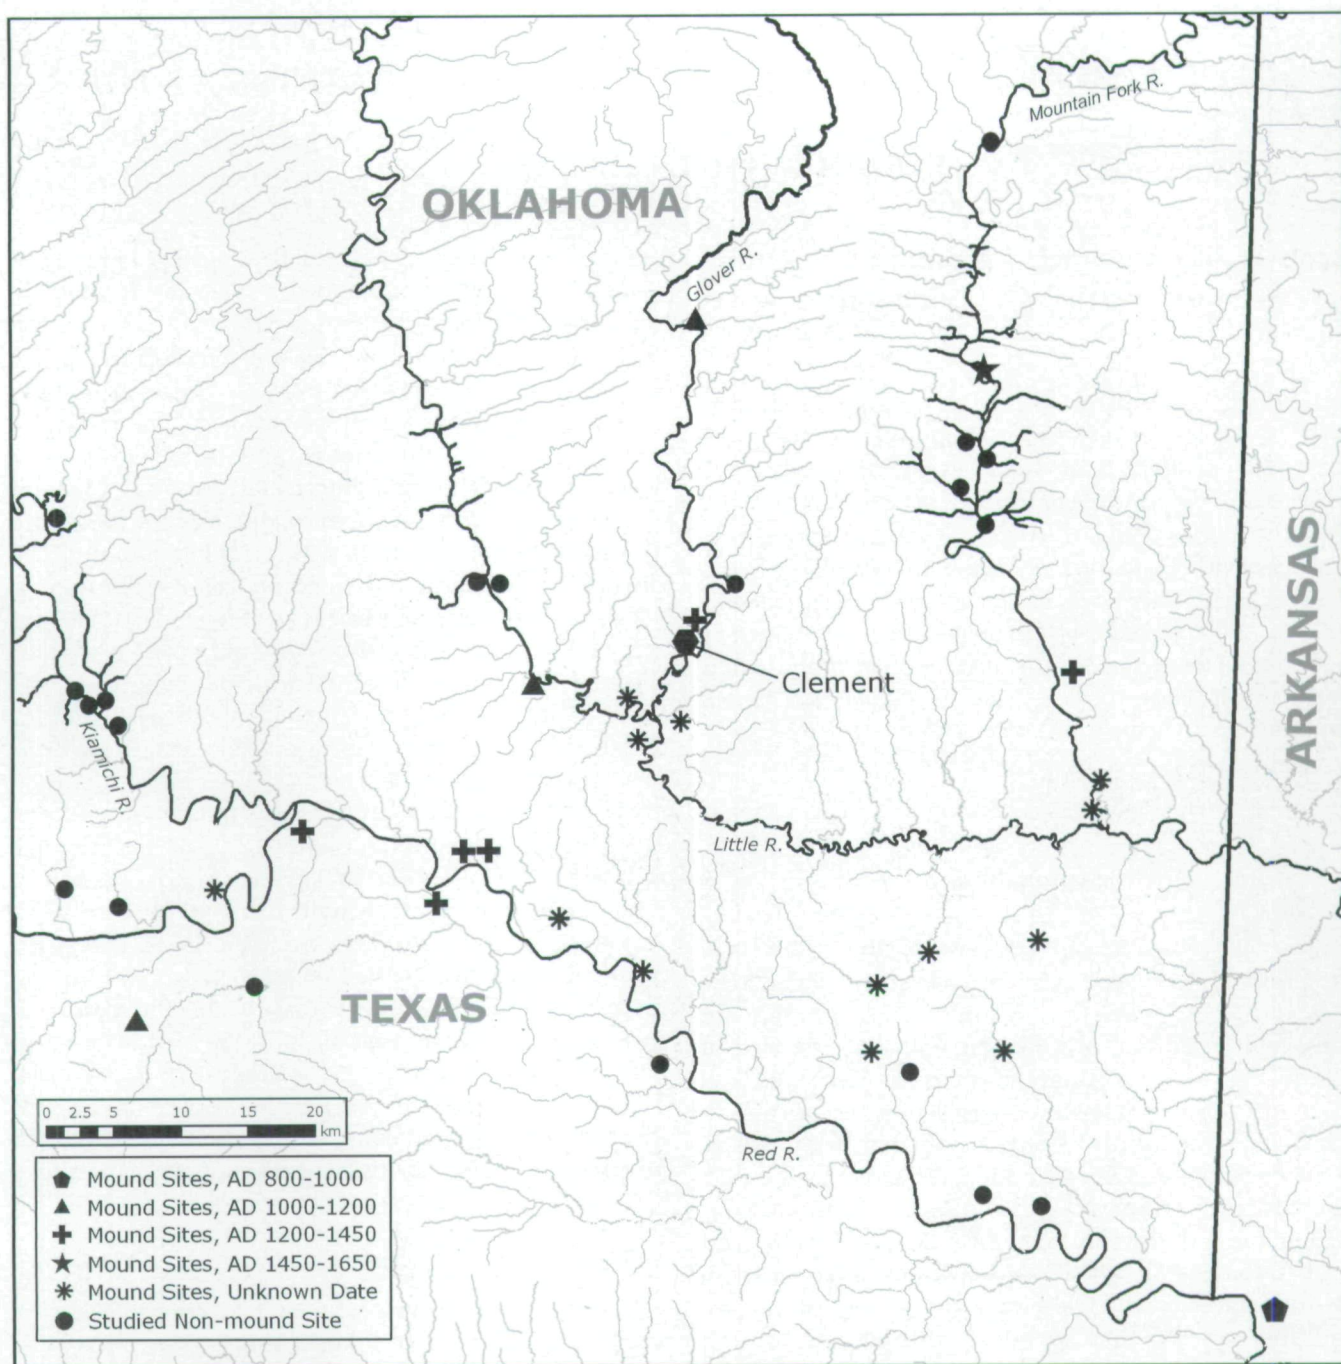 Mountain Fork R.
OKLAHOMA
Glover R.
ARKANSAS
Clement
Kiamichi R.
Little R.
TEXAS
0 2.5 5 10 15 20
km
Red R.
Mound Sites, AD 800-1000
Mound Sites, AD 1000-1200
Mound Sites, AD 1200-1450
Mound Sites, AD 1450-1650
Mound Sites, Unknown Date
Studied Non-mound Site